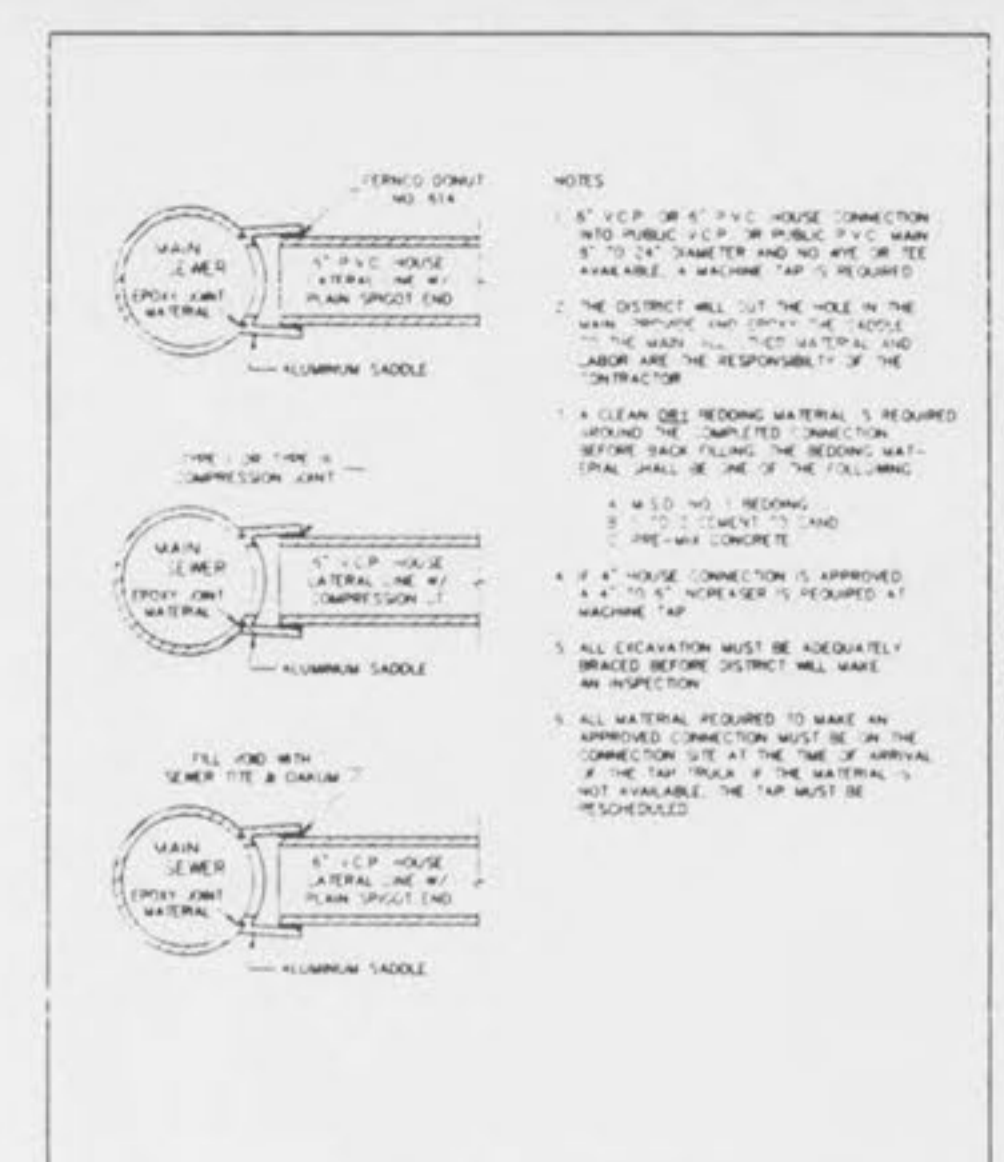 FERNCO DONUT
NO. 614
MAIN
SEWER
EPOXY JOINT
MATERIAL
6" P.V.C. HOUSE
LATERAL LINE W/
PLAIN SPIGOT END
ALUMINUM SADDLE
COMPRESSION JOINT
MAIN
SEWER
EPOXY JOINT
MATERIAL
6" V.C.P. HOUSE
LATERAL LINE W/
COMPRESSION JT.
ALUMINUM SADDLE
FILL VOID WITH
SEWER TITE & OAKUM
MAIN
SEWER
EPOXY JOINT
MATERIAL
6" V.C.P. HOUSE
LATERAL LINE W/
PLAIN SPIGOT END
ALUMINUM SADDLE
NOTES
1. 6" V.C.P. OR 6" P.V.C. HOUSE CONNECTION
INTO PUBLIC V.C.P. OR PUBLIC P.V.C. MAIN
8" TO 24" DIAMETER AND NO WYE OR TEE
AVAILABLE, A MACHINE TAP IS REQUIRED
2. THE DISTRICT WILL CUT THE HOLE IN THE
MAIN, PROVIDE AND EPOXY THE SADDLE
TO THE MAIN. ALL OTHER MATERIAL AND
LABOR ARE THE RESPONSIBILTY OF THE
CONTRACTOR
3. A CLEAN DRY BEDDING MATERIAL IS REQUIRED
AROUND THE COMPLETED CONNECTION
BEFORE BACK FILLING. THE BEDDING MAT-
ERIAL SHALL BE ONE OF THE FOLLOWING
A. M.S.D. NO. 1 BEDDING
B. CEMENT TO SAND
C. PRE-MIX CONCRETE
4. IF 4" HOUSE CONNECTION IS APPROVED
A 4" TO 6" INCREASER IS REQUIRED AT
MACHINE TAP
5. ALL EXCAVATION MUST BE ADEQUATELY
BRACED BEFORE DISTRICT WILL MAKE
AN INSPECTION
6. ALL MATERIAL REQUIRED TO MAKE AN
APPROVED CONNECTION MUST BE ON THE
CONNECTION SITE AT THE TIME OF ARRIVAL
OF THE TAP TRUCK. IF THE MATERIAL IS
NOT AVAILABLE, THE TAP MUST BE
RESCHEDULED